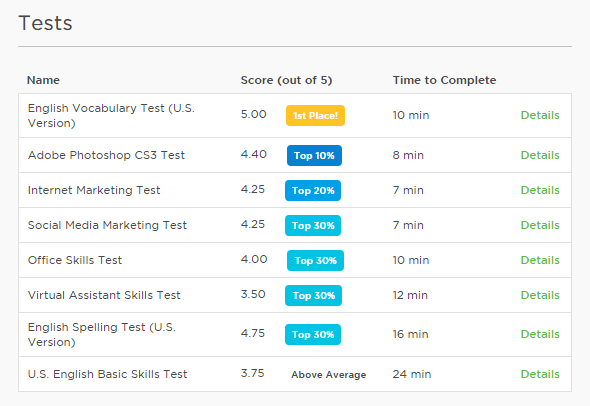 Tests
Name Score (out of 5) Time to Complete
English Vocabulary Test (U.S.
Version) 5.00 1st Place! 10 min Details
Adobe Photoshop CS3 Test 4.40 Top 10% 8 min Details
Internet Marketing Test 4.25 Top 20% 7 min Details
Social Media Marketing Test 4.25 Top 30% 7 min Details
Office Skills Test 4.00 Top 30% 10 min Details
Virtual Assistant Skills Test 3.50 Top 30% 12 min Details
English Spelling Test (U.S.
Version) 4.75 Top 30% 16 min Details
U.S. English Basic Skills Test 3.75 Above Average 24 min Details